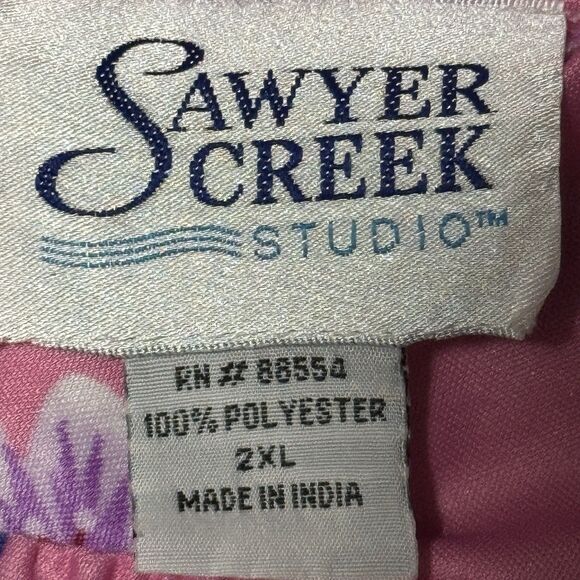 SAWYER
CREEK
STUDIO™
RN # 88554
100% POLYESTER
2XL
MADE IN INDIA